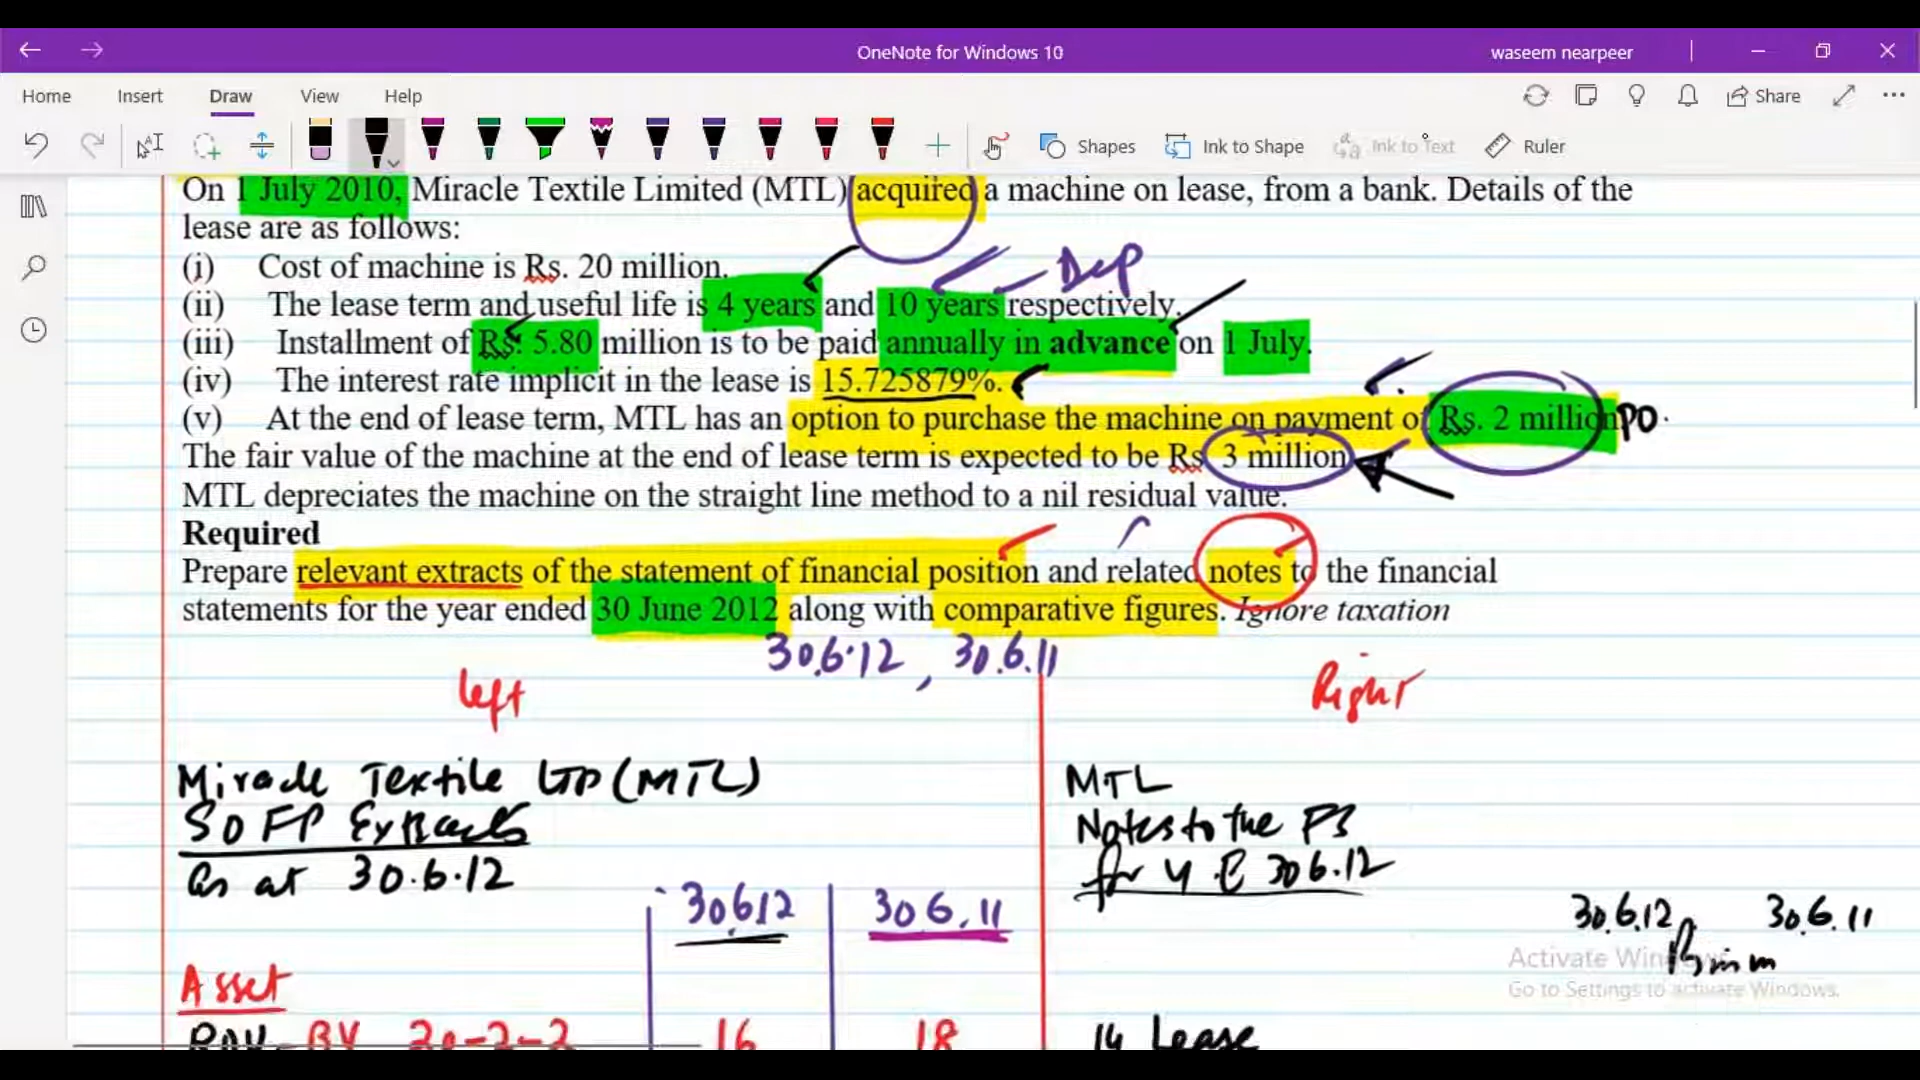 OneNote for Windows 10
waseem nearpeer
Home Insert Draw View Help
Share
Shapes Ink to Shape Ink to Text Ruler
On 1 July 2010, Miracle Textile Limited (MTL) acquired a machine on lease, from a bank. Details of the
lease are as follows:
(i) Cost of machine is Rs. 20 million.
Dep
(ii) The lease term and useful life is 4 years and 10 years respectively.
(iii) Installment of Rs. 5.80 million is to be paid annually in advance on 1 July.
(iv) The interest rate implicit in the lease is 15.725879%.
(v) At the end of lease term, MTL has an option to purchase the machine on payment of Rs. 2 million PO.
The fair value of the machine at the end of lease term is expected to be Rs 3 million
MTL depreciates the machine on the straight line method to a nil residual value.
Required
Prepare relevant extracts of the statement of financial position and related notes to the financial
statements for the year ended 30 June 2012 along with comparative figures. Ignore taxation
30.6.12, 30.6.11
left
Right
Miracle Textile LTD (MTL)
SOFP Extracts
as at 30.6.12
30.6.12 30.6.11
Asset
ROU - BV 20-2-2 16 18
MTL
Notes to the FS
for Y.E 30.6.12
30.6.12 30.6.11
Rs in m
Activate Windows
Go to Settings to activate Windows.
14 Lease